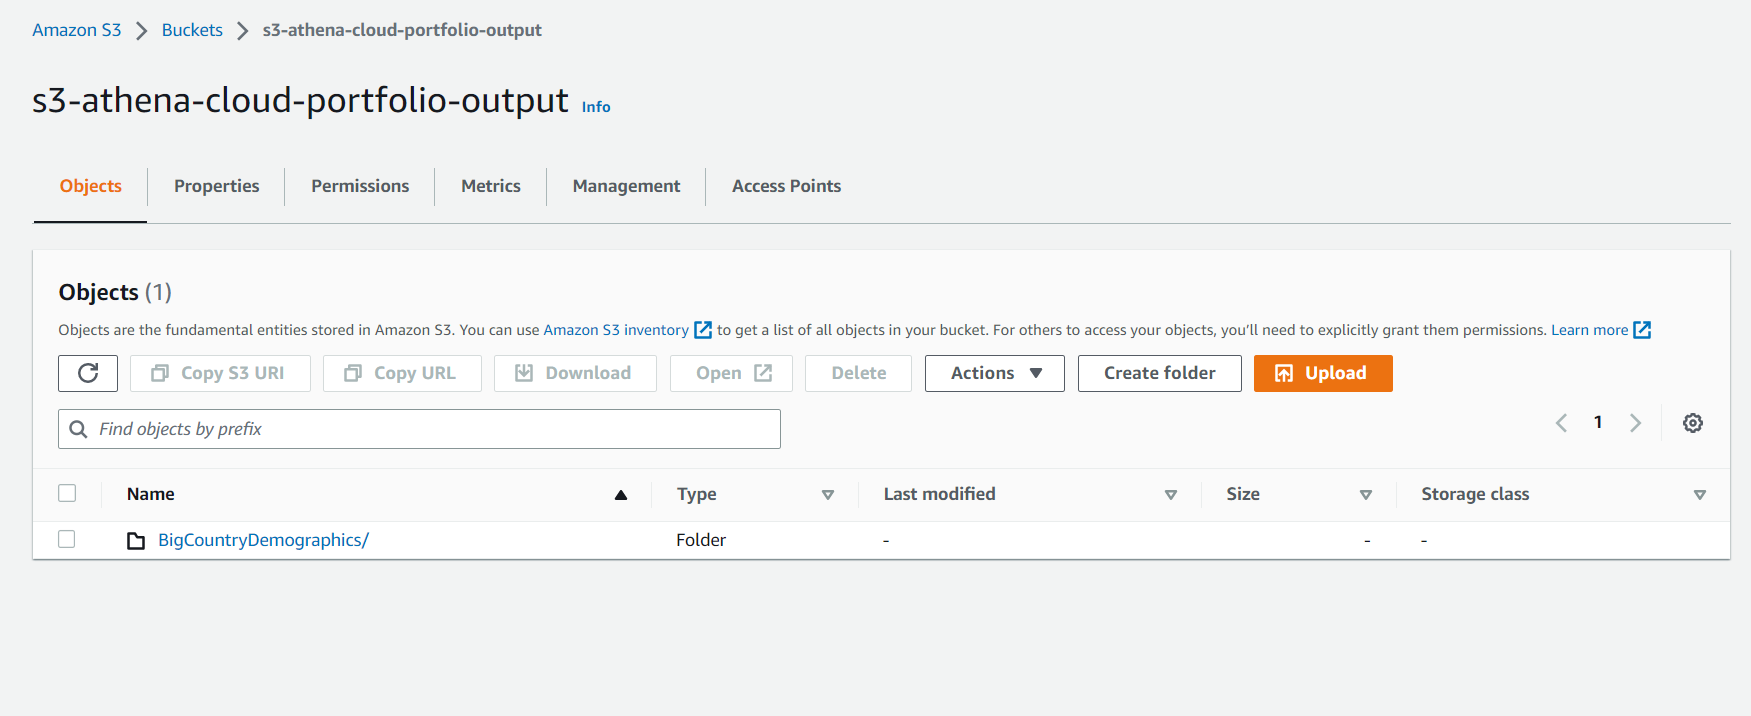 Amazon S3 > Buckets > s3-athena-cloud-portfolio-output
s3-athena-cloud-portfolio-output Info
Objects Properties Permissions Metrics Management Access Points
Objects (1)
Objects are the fundamental entities stored in Amazon S3. You can use Amazon S3 inventory to get a list of all objects in your bucket. For others to access your objects, you'll need to explicitly grant them permissions. Learn more
Copy S3 URI Copy URL Download Open Delete Actions Create folder Upload
Find objects by prefix
1
Name Type Last modified Size Storage class
BigCountryDemographics/ Folder - - -